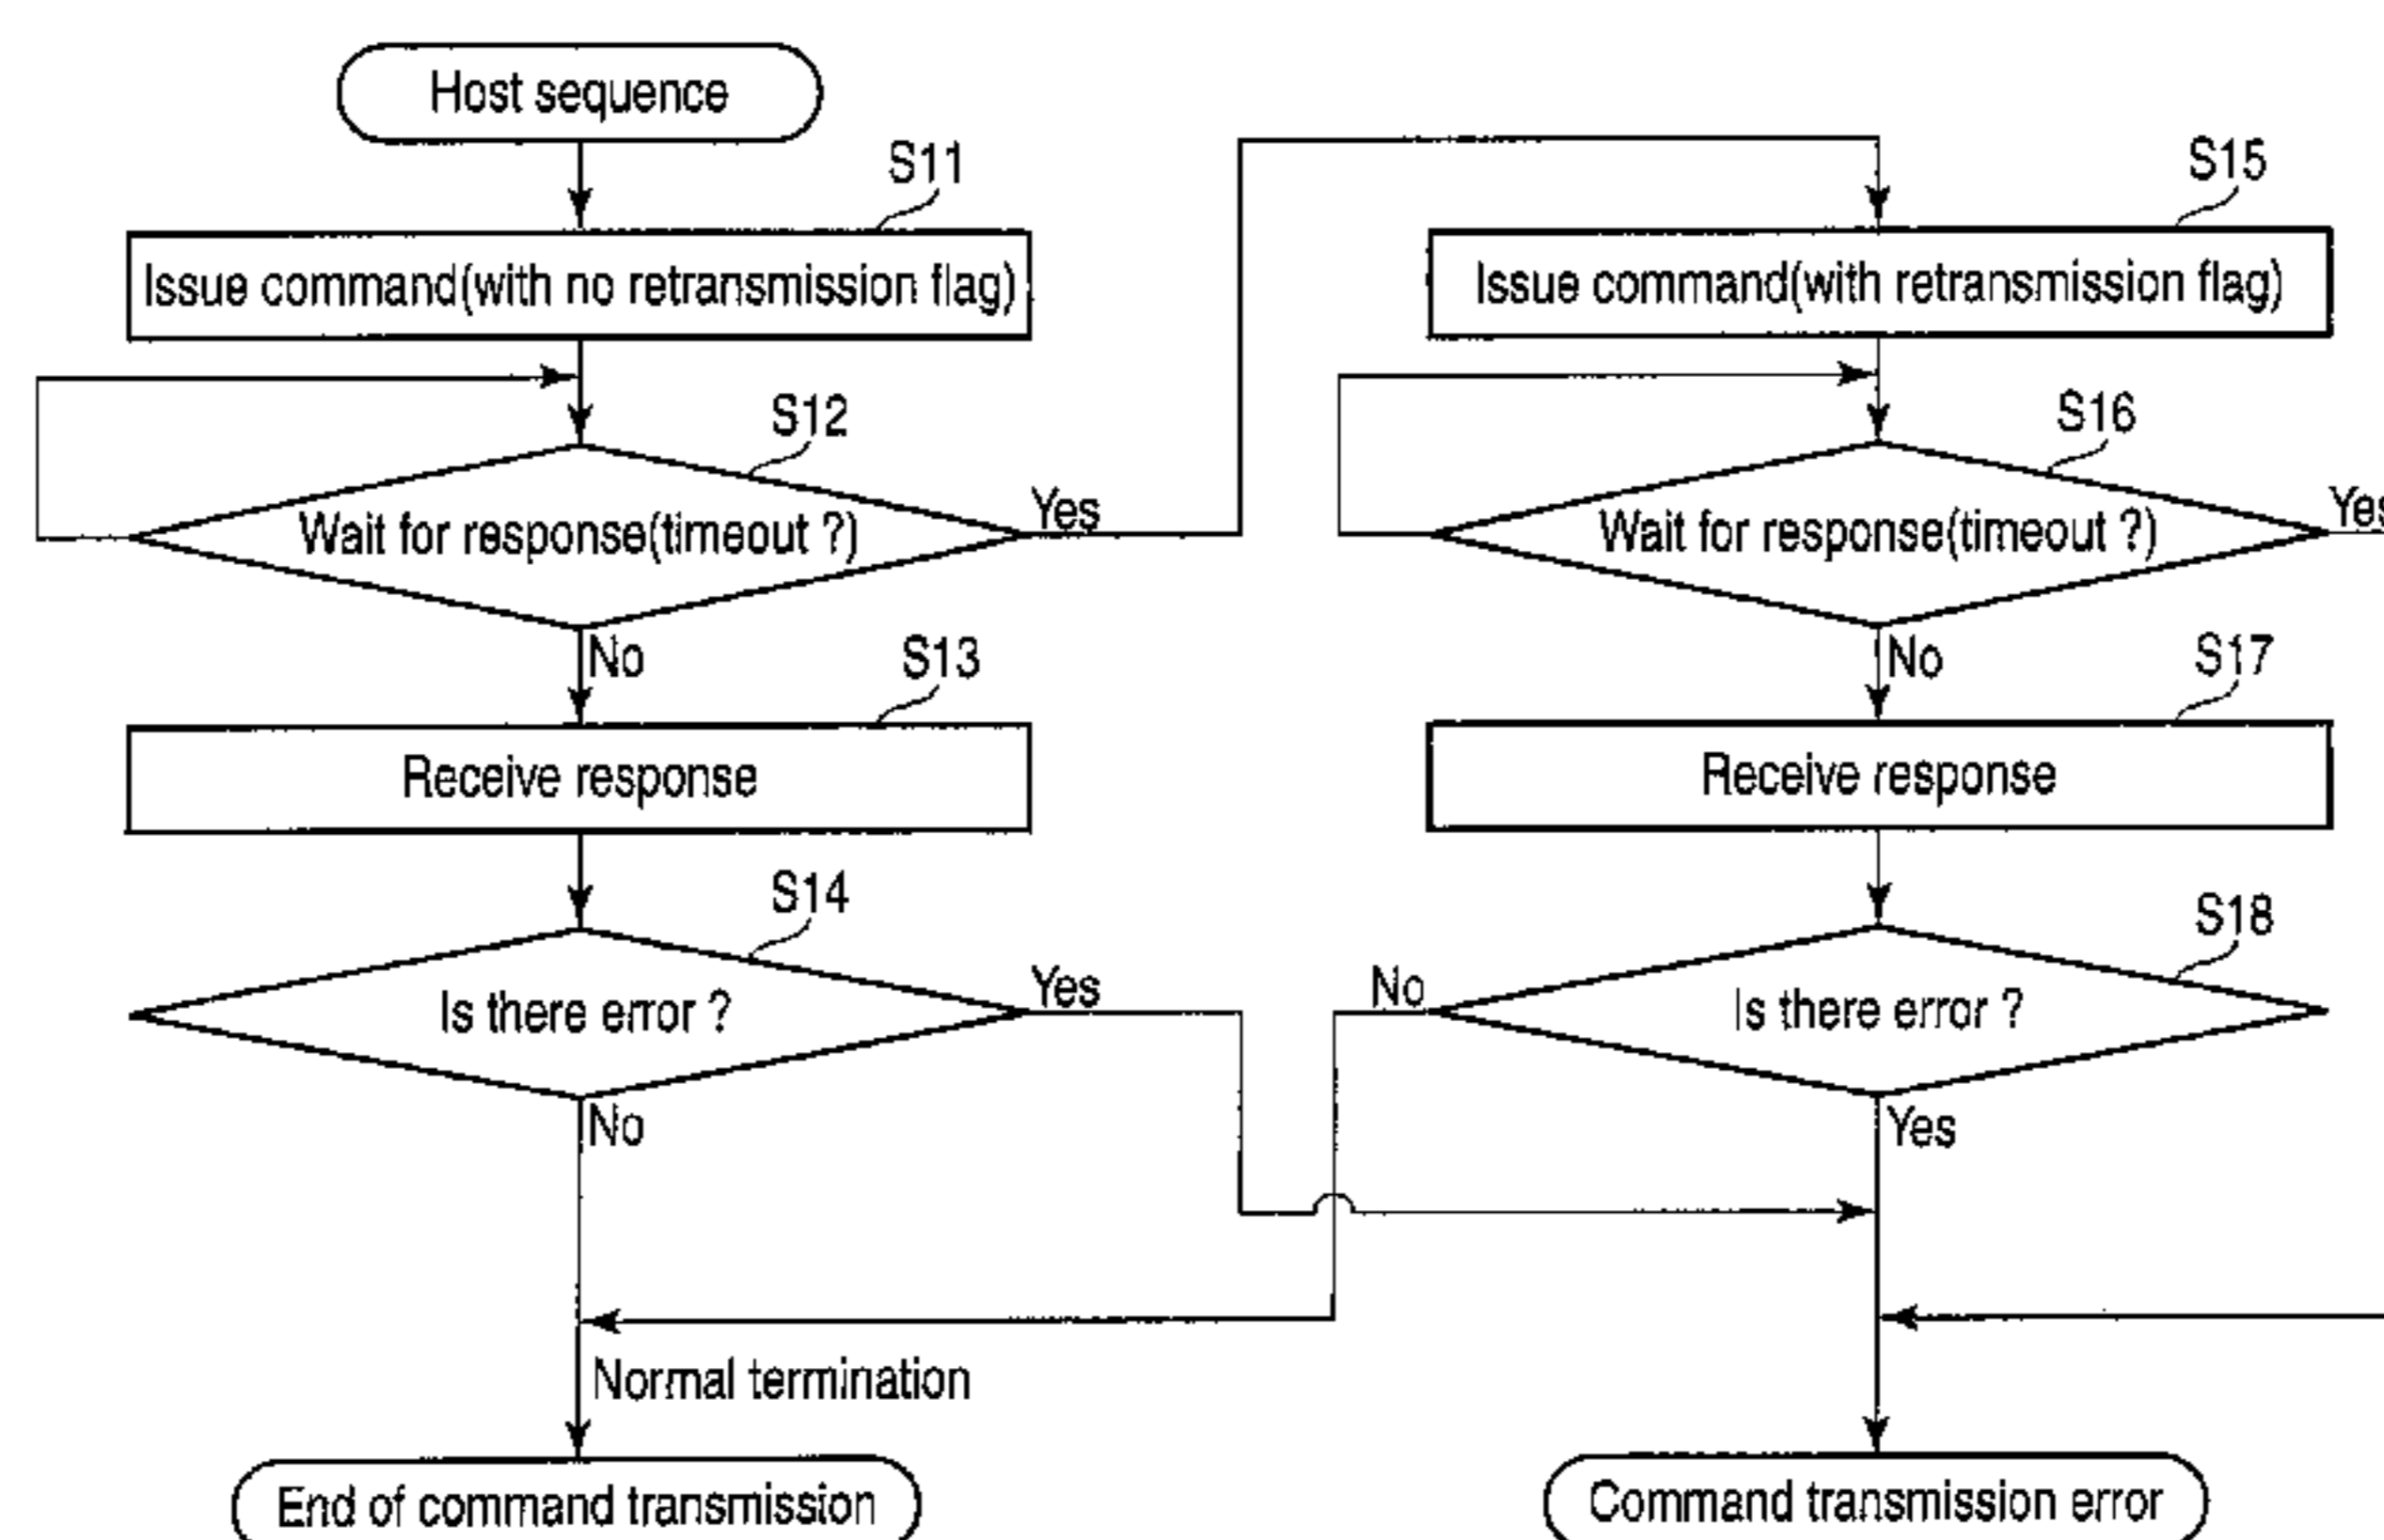 Host sequence
S11
Issue command(with no retransmission flag)
S12
Wait for response(timeout ?)
Yes
No
S13
Receive response
S14
Is there error ?
Yes
No
Normal termination
End of command transmission
S15
Issue command(with retransmission flag)
S16
Wait for response(timeout ?)
Yes
No
S17
Receive response
S18
No
Is there error ?
Yes
Command transmission error